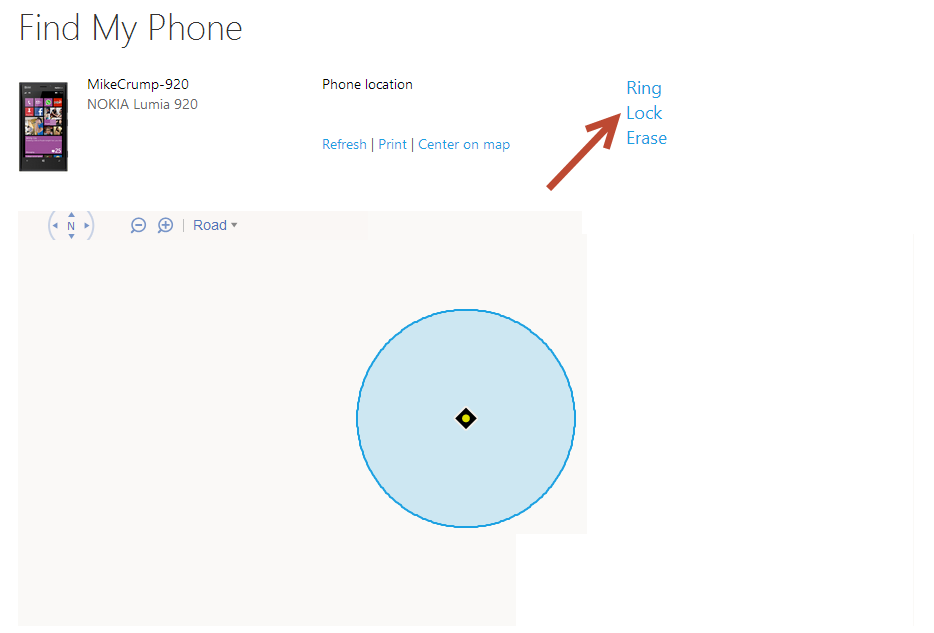 Find My Phone
MikeCrump-920
NOKIA Lumia 920
Phone location
Refresh | Print | Center on map
Ring
Lock
Erase
N
Road